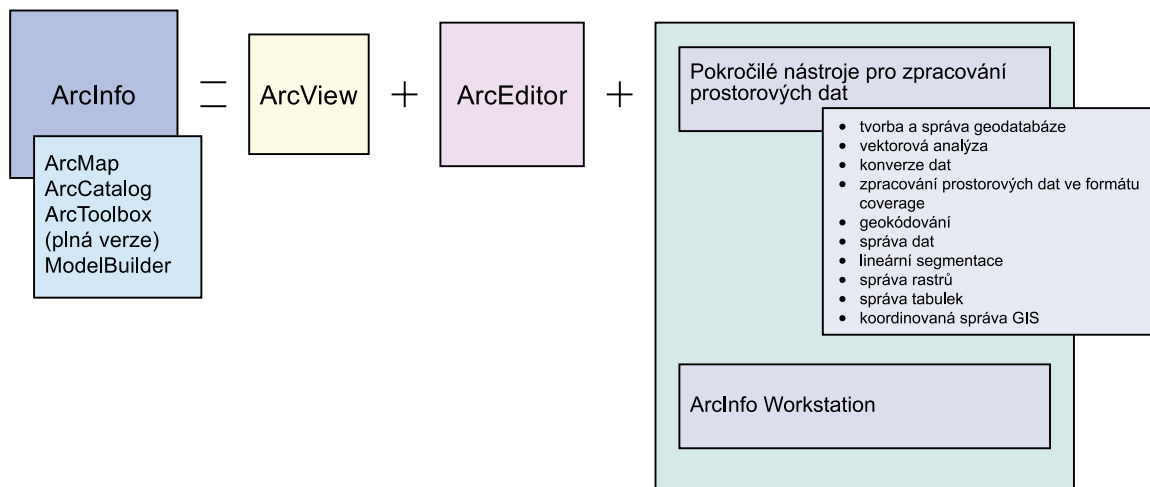 ArcInfo
=
ArcView
+
ArcEditor
+
Pokročilé nástroje pro zpracování
prostorových dat
ArcMap
ArcCatalog
ArcToolbox
(plná verze)
ModelBuilder
• tvorba a správa geodatabáze
• vektorová analýza
• konverze dat
• zpracování prostorových dat ve formátu
coverage
• geokódování
• správa dat
• lineární segmentace
• správa rastrů
• správa tabulek
• koordinovaná správa GIS
ArcInfo Workstation